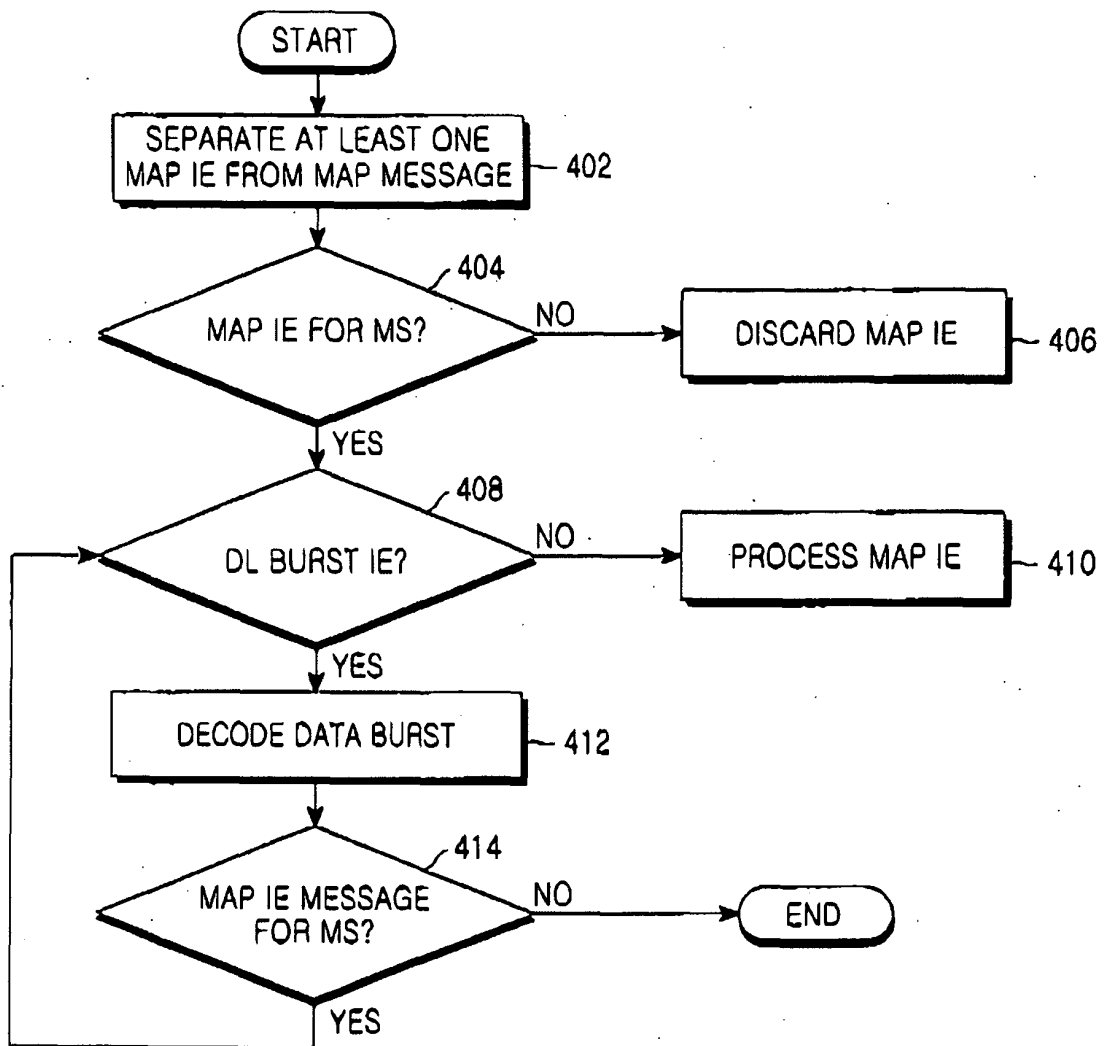 START
SEPARATE AT LEAST ONE
MAP IE FROM MAP MESSAGE
402
404
MAP IE FOR MS?
NO
DISCARD MAP IE
406
YES
408
DL BURST IE?
NO
PROCESS MAP IE
410
YES
DECODE DATA BURST
412
414
MAP IE MESSAGE
FOR MS?
NO
END
YES